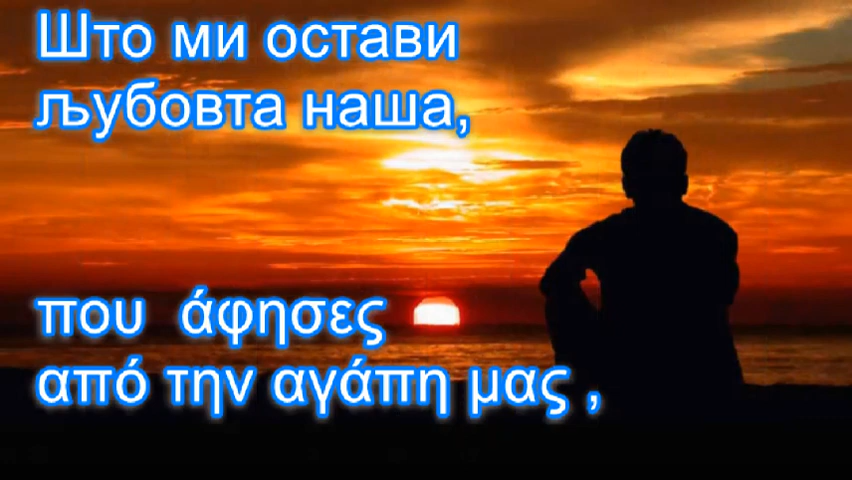 Што ми остави
љубовта наша,
που άφησες
από την αγάπη μας ,